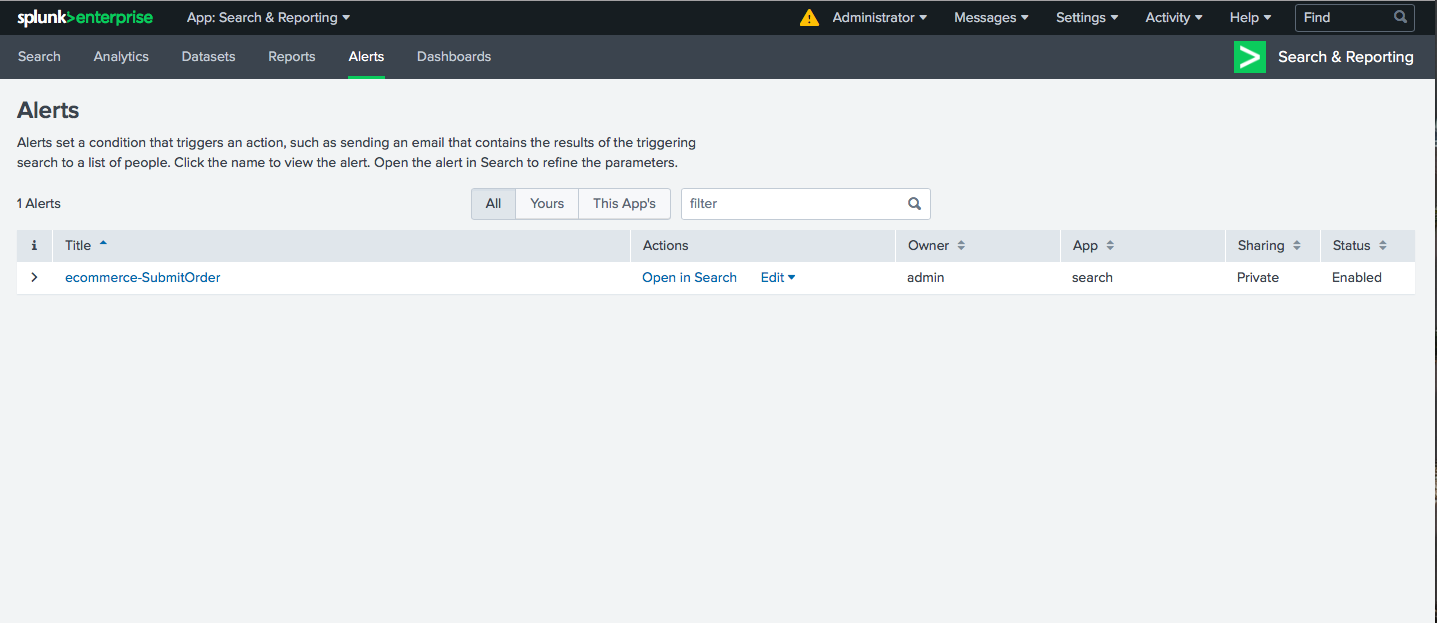 splunk>enterprise App: Search & Reporting Administrator Messages Settings Activity Help Find
Search Analytics Datasets Reports Alerts Dashboards > Search & Reporting
Alerts
Alerts set a condition that triggers an action, such as sending an email that contains the results of the triggering
search to a list of people. Click the name to view the alert. Open the alert in Search to refine the parameters.
1 Alerts All Yours This App's filter
i Title Actions Owner App Sharing Status
> ecommerce-SubmitOrder Open in Search Edit admin search Private Enabled